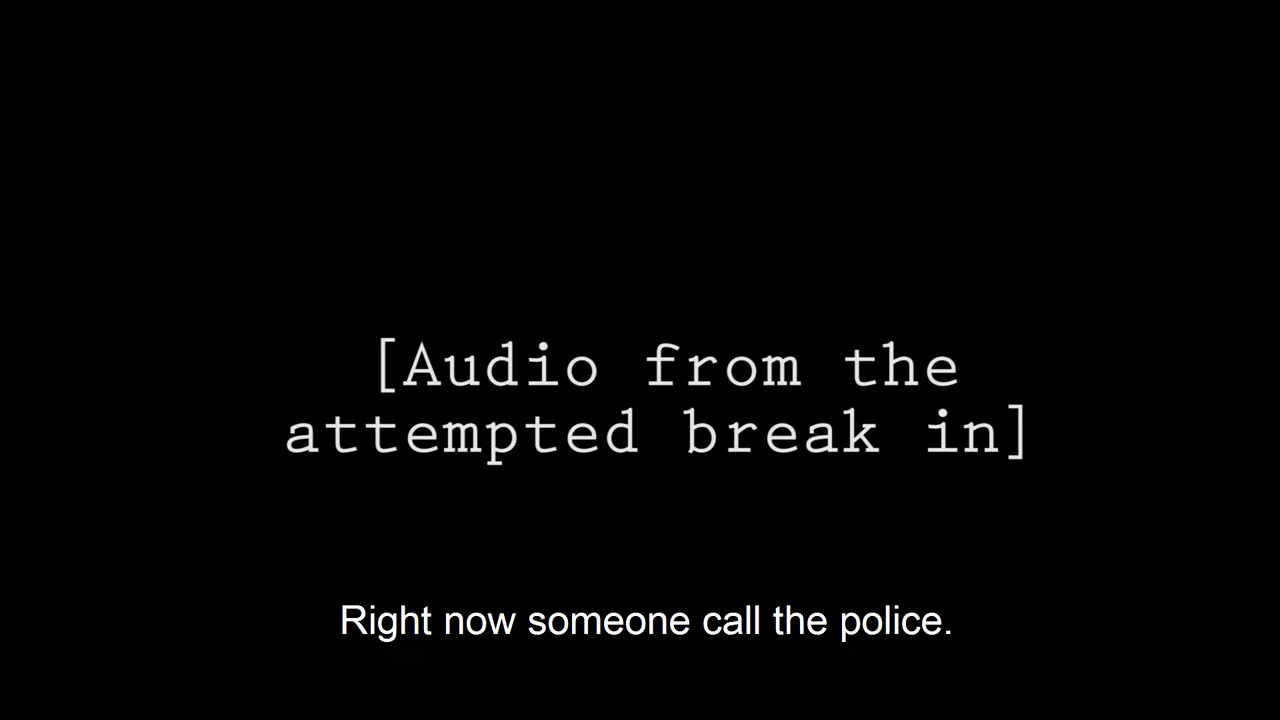 [Audio from the
attempted break in]
Right now someone call the police.